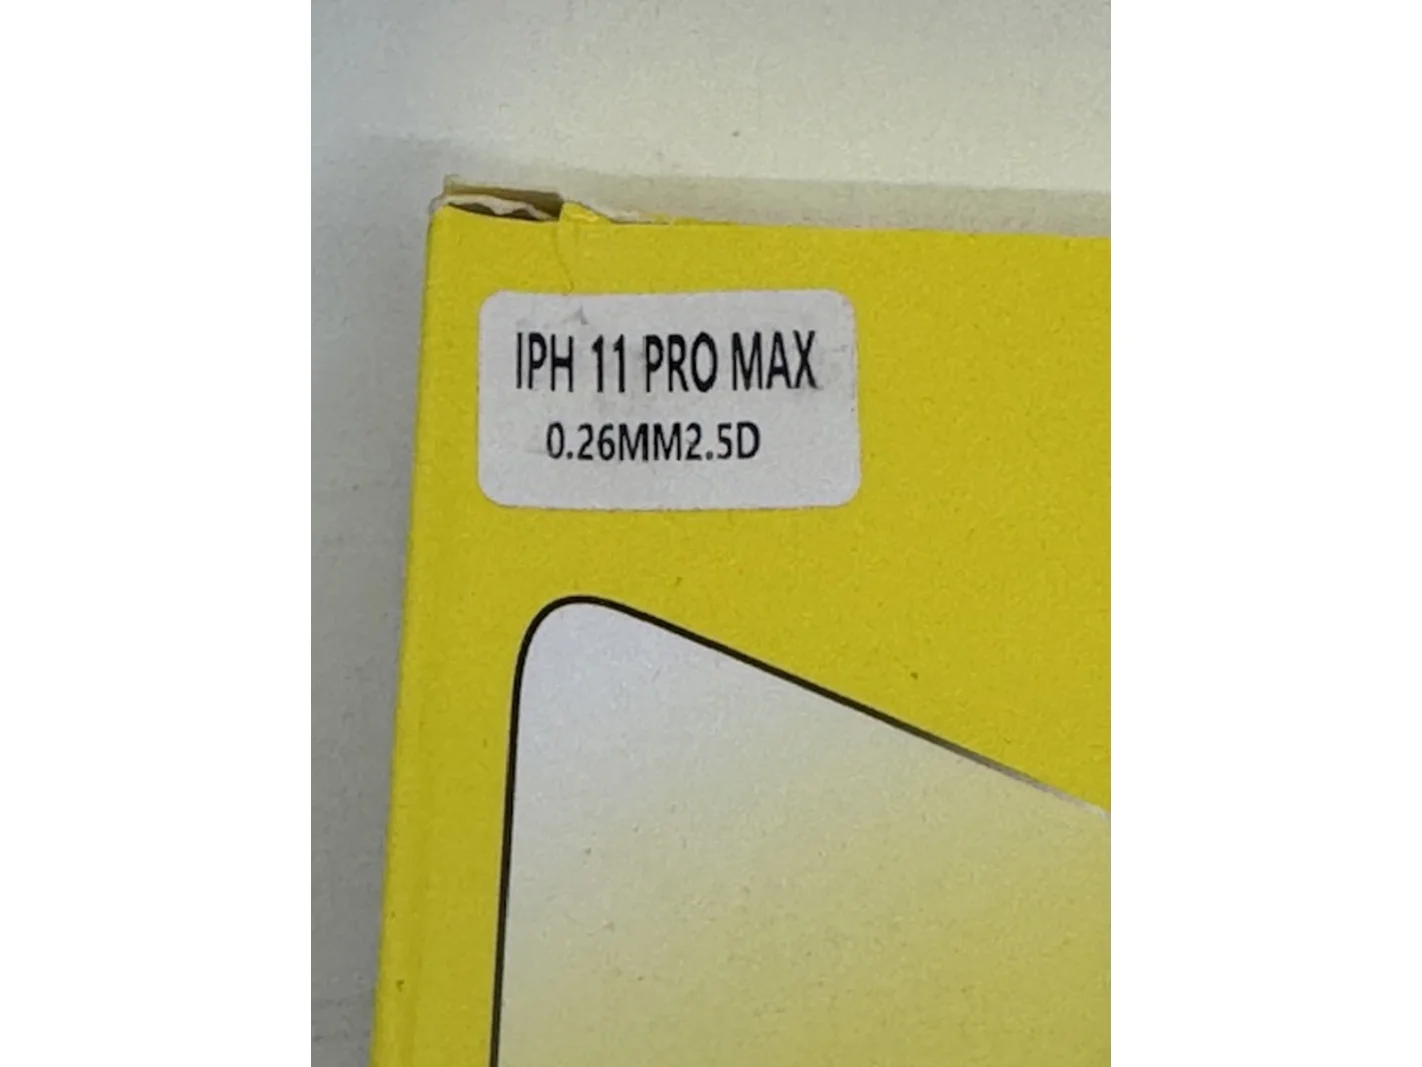 IPH 11 PRO MAX
0.26MM2.5D